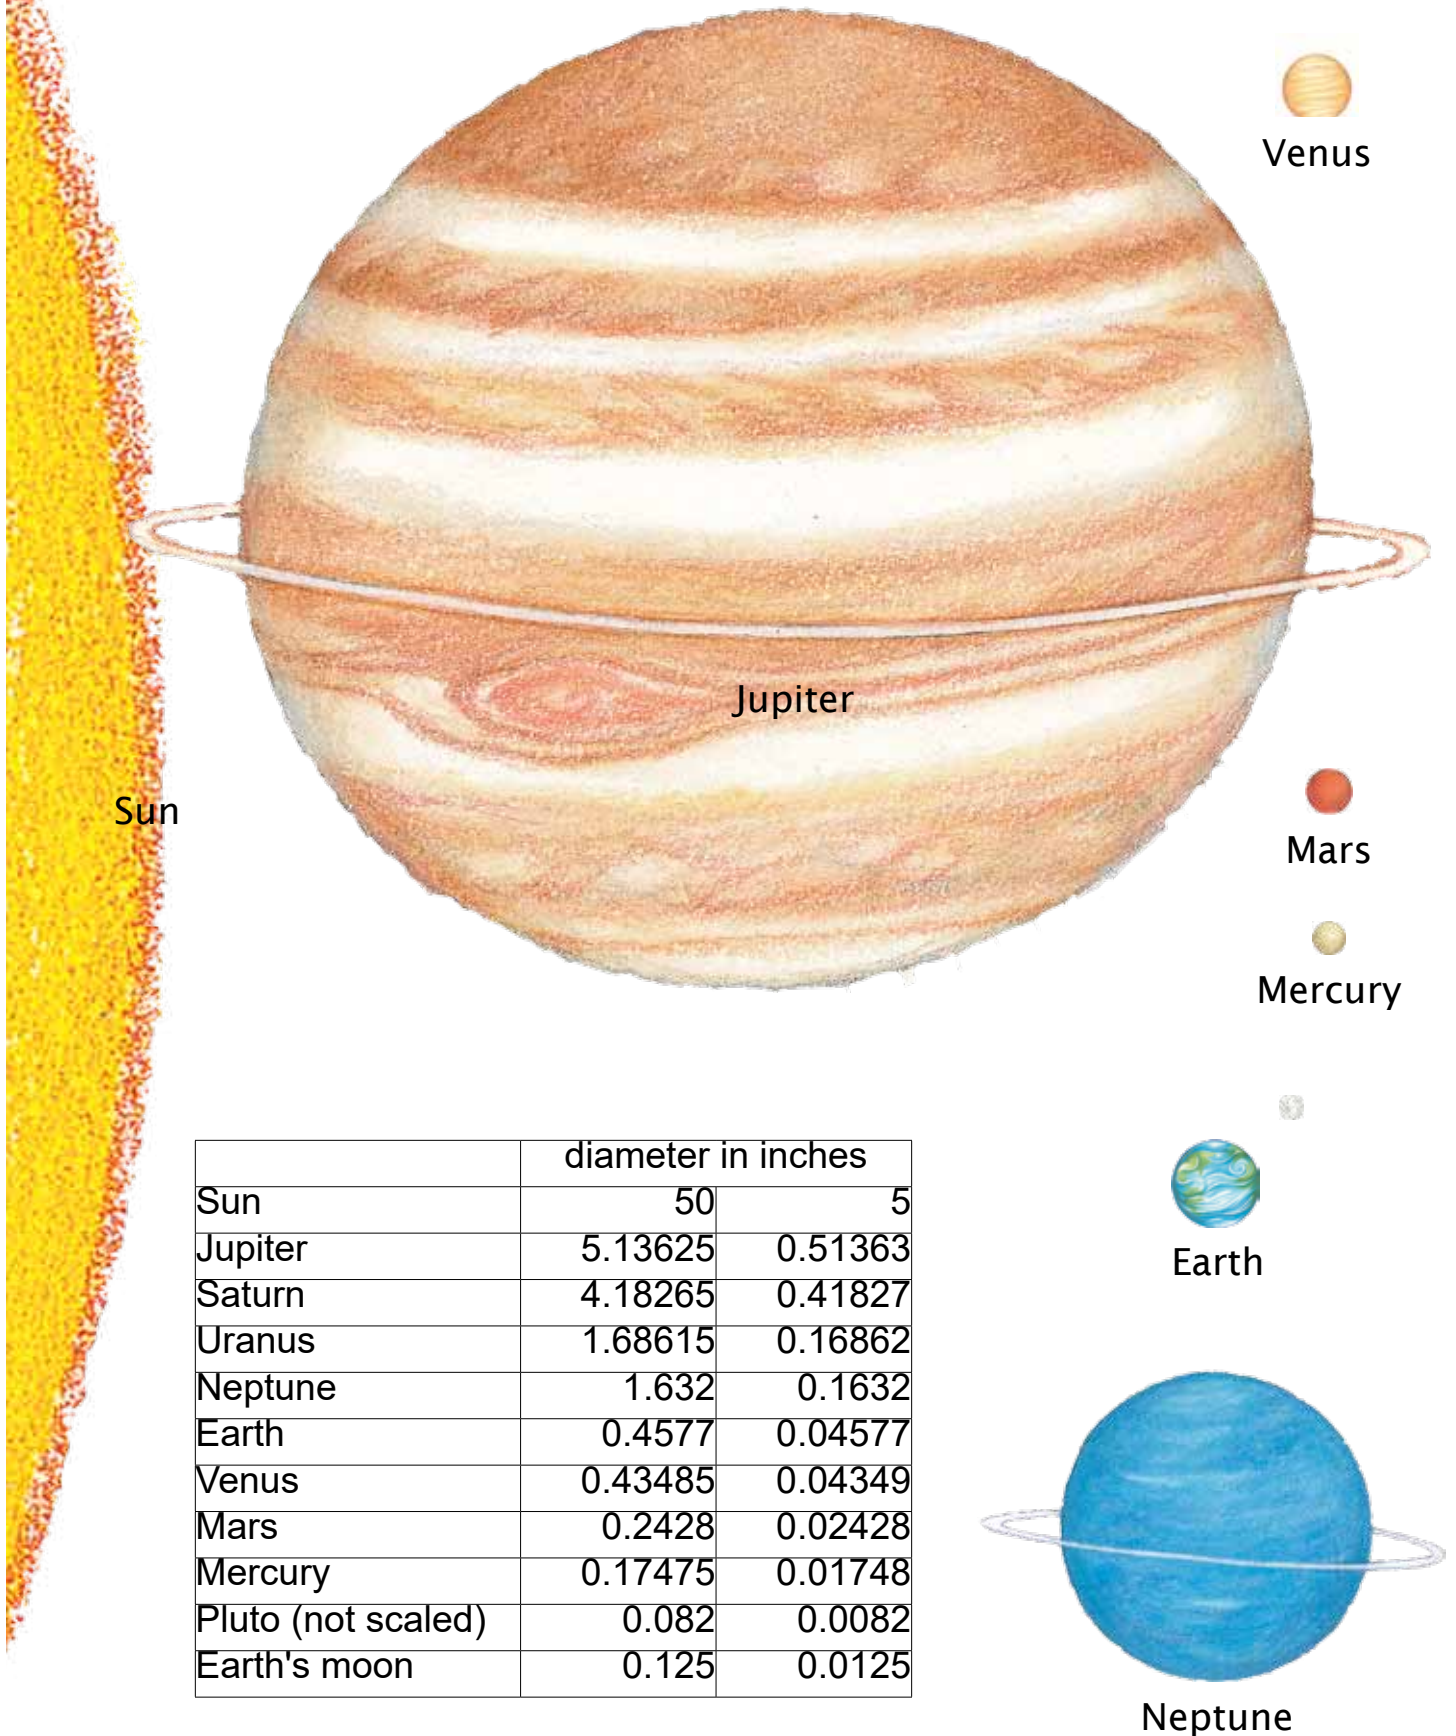 Venus
Jupiter
Sun
Mars
Mercury
diameter in inches
Sun 50 5
Jupiter 5.13625 0.51363
Saturn 4.18265 0.41827
Uranus 1.68615 0.16862
Neptune 1.632 0.1632
Earth 0.4577 0.04577
Venus 0.43485 0.04349
Mars 0.2428 0.02428
Mercury 0.17475 0.01748
Pluto (not scaled) 0.082 0.0082
Earth's moon 0.125 0.0125
Earth
Neptune